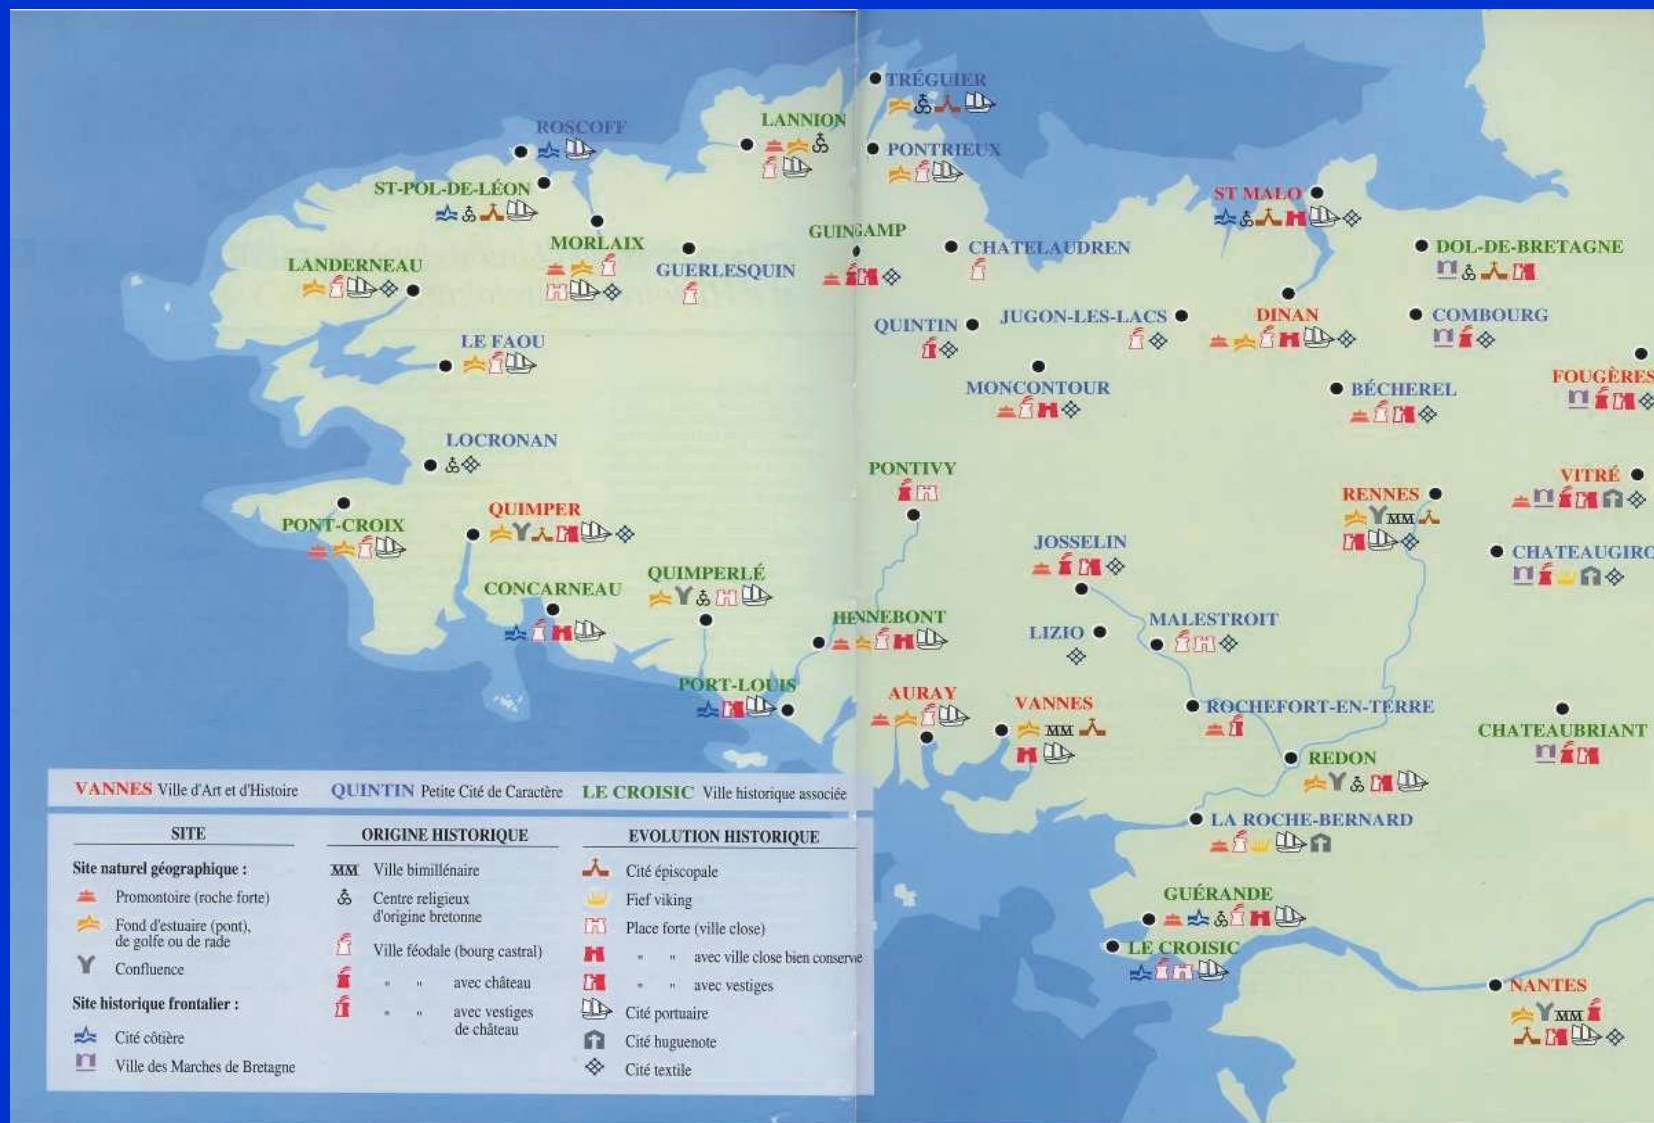 TRÉGUIER
LANNION
ROSCOFF
PONTRIEUX
ST-POL-DE-LÉON
ST MALO
GUINGAMP
MORLAIX
CHATELAUDREN
DOL-DE-BRETAGNE
LANDERNEAU
GUERLESQUIN
QUINTIN
JUGON-LES-LACS
DINAN
COMBOURG
LE FAOU
MONCONTOUR
BÉCHEREL
FOUGÈRES
LOCRONAN
PONTIVY
VITRÉ
RENNES
PONT-CROIX
QUIMPER
JOSSELIN
CHATEAUGIRO
CONCARNEAU
QUIMPERLÉ
HENNEBONT
LIZIO
MALESTROIT
PORT-LOUIS
AURAY
VANNES
ROCHEFORT-EN-TERRE
CHATEAUBRIANT
REDON
LA ROCHE-BERNARD
GUÉRANDE
LE CROISIC
NANTES
VANNES Ville d'Art et d'Histoire
QUINTIN Petite Cité de Caractère
LE CROISIC Ville historique associée
SITE
Site naturel géographique :
Promontoire (roche forte)
Fond d'estuaire (pont),
de golfe ou de rade
Confluence
Site historique frontalier :
Cité côtière
Ville des Marches de Bretagne
ORIGINE HISTORIQUE
MM Ville bimillénaire
Centre religieux
d'origine bretonne
Ville féodale (bourg castral)
" " avec château
" " avec vestiges
de château
EVOLUTION HISTORIQUE
Cité épiscopale
Fief viking
Place forte (ville close)
" " avec ville close bien conservé
" " avec vestiges
Cité portuaire
Cité huguenote
Cité textile